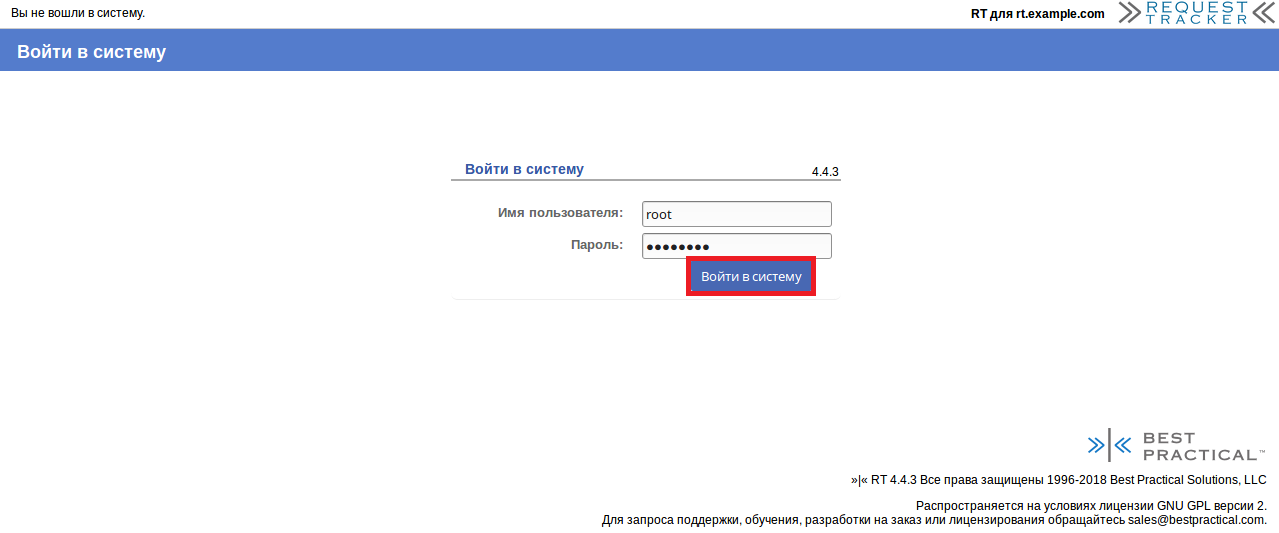 Вы не вошли в систему.
RT для rt.example.com
REQUEST
TRACKER
Войти в систему
Войти в систему
4.4.3
Имя пользователя:
root
Пароль:
●●●●●●●●
Войти в систему
BEST
PRACTICAL™
»|« RT 4.4.3 Все права защищены 1996-2018 Best Practical Solutions, LLC
Распространяется на условиях лицензии GNU GPL версии 2.
Для запроса поддержки, обучения, разработки на заказ или лицензирования обращайтесь sales@bestpractical.com.